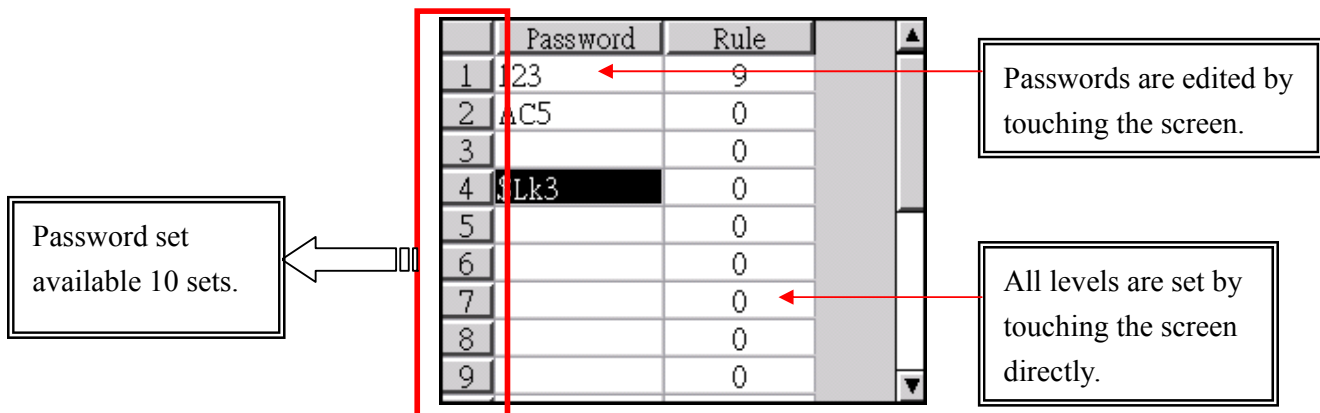 Password Rule
1 123 9
2 AC5 0
3 0
4 $Lk3 0
5 0
6 0
7 0
8 0
9 0
Password set
available 10 sets.
Passwords are edited by
touching the screen.
All levels are set by
touching the screen
directly.